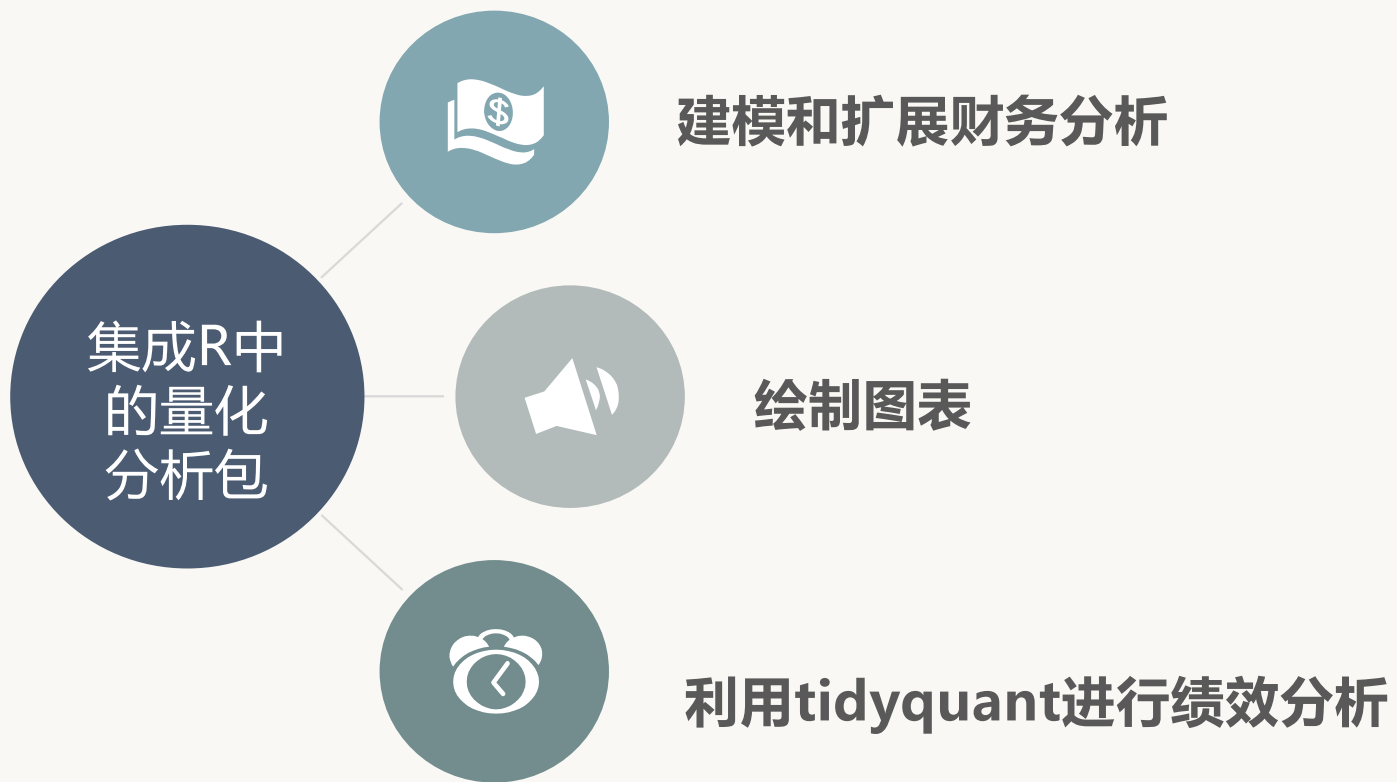 建模和扩展财务分析
集成R中
的量化
分析包
绘制图表
利用tidyquant进行绩效分析